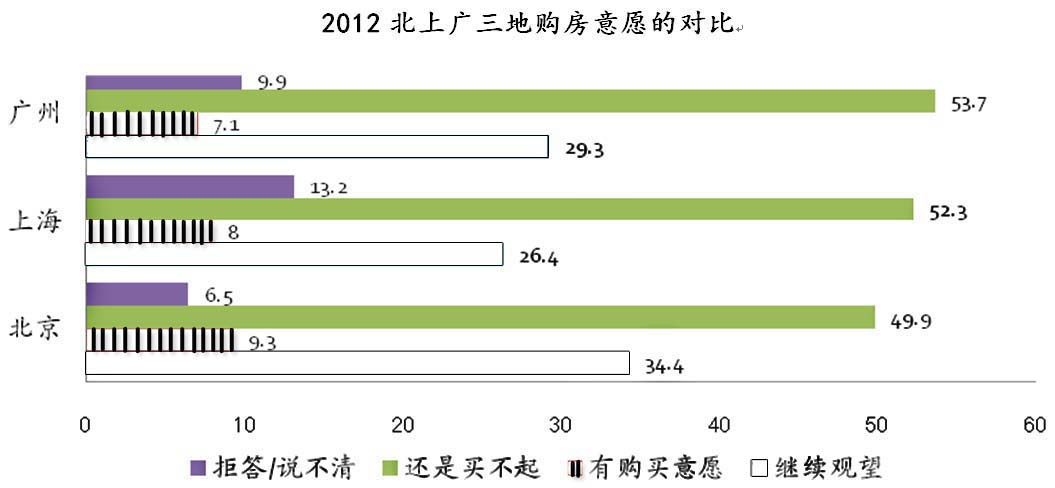 2012 北上广三地购房意愿的对比
广州
9.9
53.7
7.1
29.3
上海
13.2
52.3
8
26.4
北京
6.5
49.9
9.3
34.4
0 10 20 30 40 50 60
拒答/说不清 还是买不起 有购买意愿 继续观望